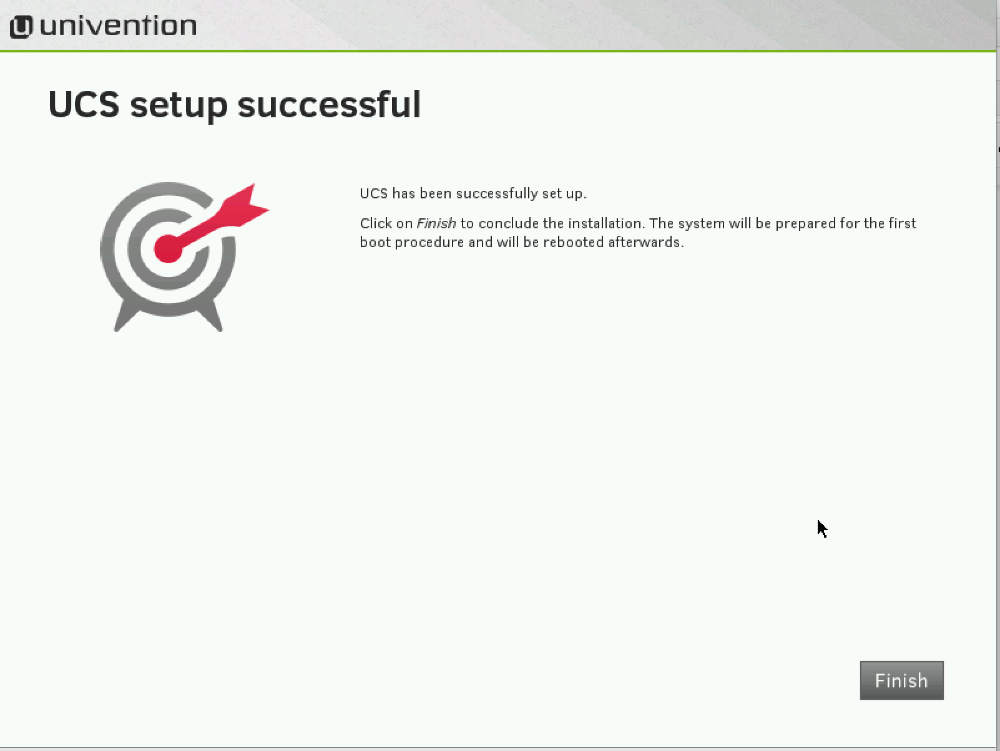 univention
UCS setup successful
UCS has been successfully set up.
Click on Finish to conclude the installation. The system will be prepared for the first
boot procedure and will be rebooted afterwards.
Finish